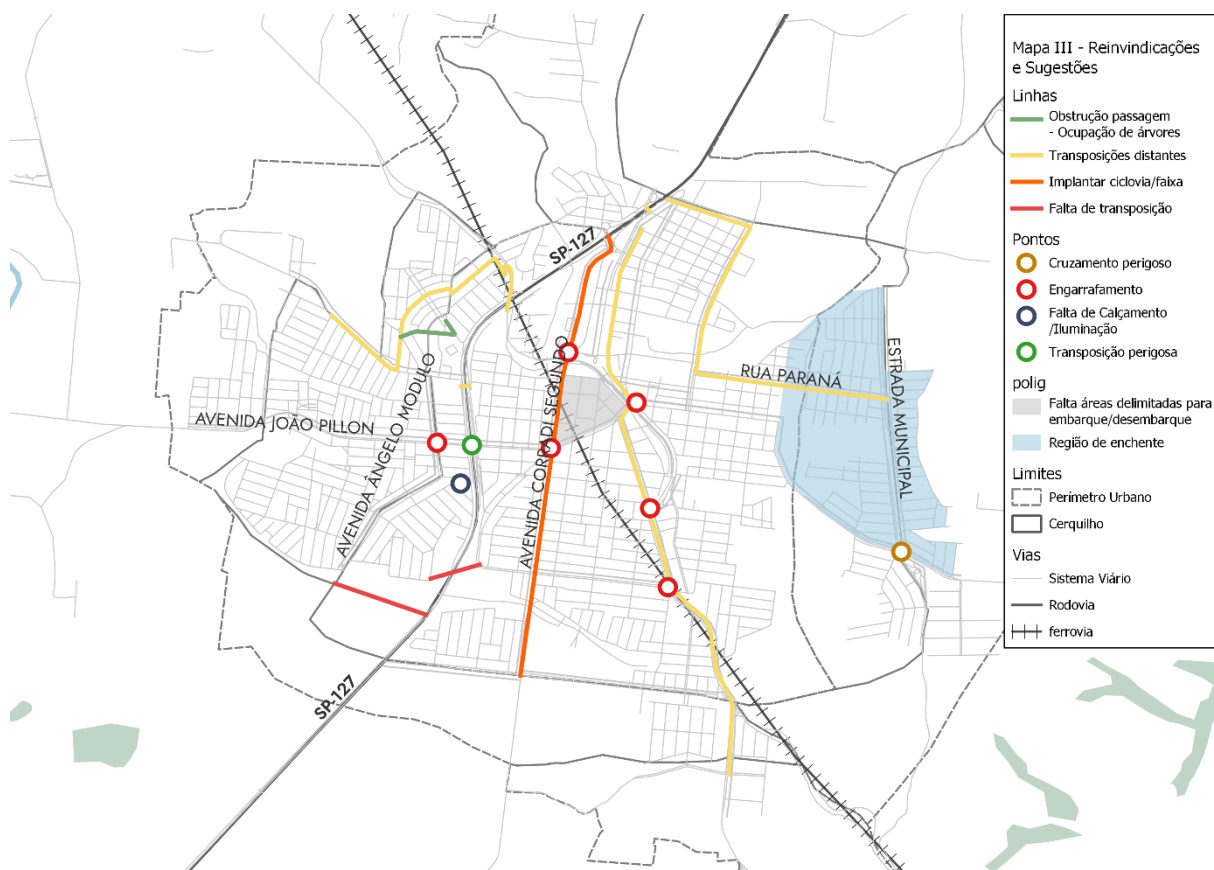 Mapa III - Reinvindicações
e Sugestões
Linhas
Obstrução passagem
- Ocupação de árvores
Transposições distantes
Implantar ciclovia/faixa
Falta de transposição
Pontos
Cruzamento perigoso
Engarrafamento
Falta de Calçamento
/Iluminação
Transposição perigosa
polig
Falta áreas delimitadas para
embarque/desembarque
Região de enchente
Limites
Perímetro Urbano
Cerquilho
Vias
Sistema Viário
Rodovia
ferrovia
SP-127
RUA PARANÁ
ESTRADA MUNICIPAL
AVENIDA JOÃO PILLON
AVENIDA ÂNGELO MODULO
AVENIDA CORRADI SEGUNDO
SP-127